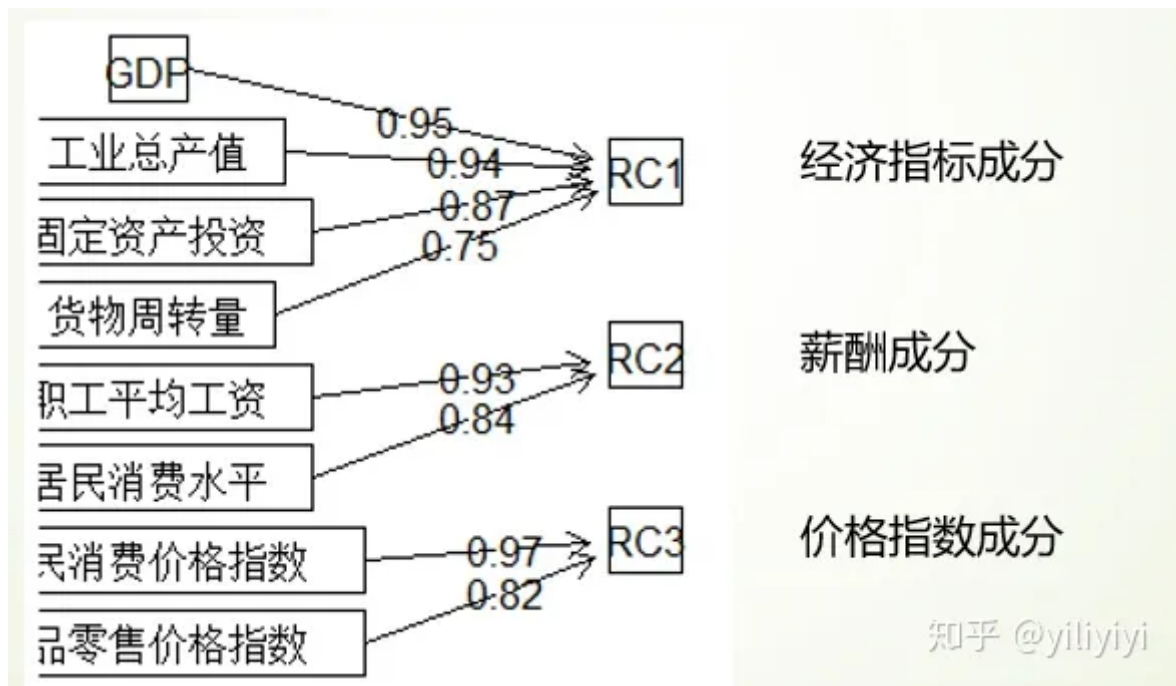 GDP
工业总产值
固定资产投资
货物周转量
职工平均工资
居民消费水平
民消费价格指数
品零售价格指数
0.95
0.94
0.87
0.75
0.93
0.84
0.97
0.82
RC1
RC2
RC3
经济指标成分
薪酬成分
价格指数成分
知乎 @yiliyiyi